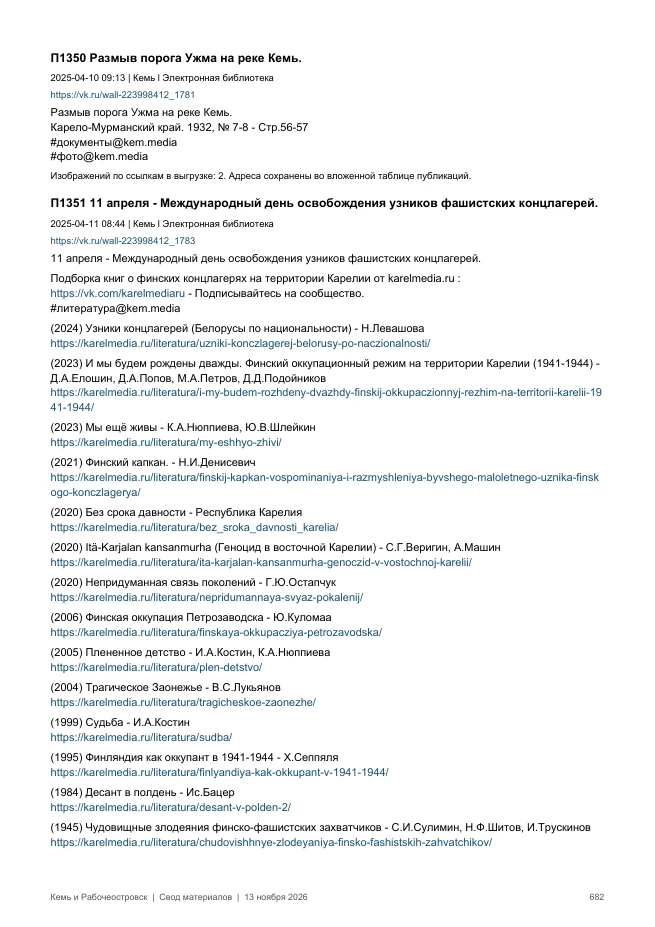 П1350 Размыв порога Ужма на реке Кемь.
2025-04-10 09:13 | Кемь I Электронная библиотека
https://vk.ru/wall-223998412_1781
Размыв порога Ужма на реке Кемь.
Карело-Мурманский край. 1932, № 7-8 - Стр.56-57
#документы@kem.media
#фото@kem.media
Изображений по ссылкам в выгрузке: 2. Адреса сохранены во вложенной таблице публикаций.
П1351 11 апреля - Международный день освобождения узников фашистских концлагерей.
2025-04-11 08:44 | Кемь I Электронная библиотека
https://vk.ru/wall-223998412_1783
11 апреля - Международный день освобождения узников фашистских концлагерей.
Подборка книг о финских концлагерях на территории Карелии от karelmedia.ru :
https://vk.com/karelmediaru - Подписывайтесь на сообщество.
#литература@kem.media
(2024) Узники концлагерей (Белорусы по национальности) - Н.Левашова
https://karelmedia.ru/literatura/uzniki-konczlagerej-belorusy-po-naczionalnosti/
(2023) И мы будем рождены дважды. Финский оккупационный режим на территории Карелии (1941-1944) -
Д.А.Елошин, Д.А.Попов, М.А.Петров, Д.Д.Подойников
https://karelmedia.ru/literatura/i-my-budem-rozhdeny-dvazhdy-finskij-okkupaczionnyj-rezhim-na-territorii-karelii-19
41-1944/
(2023) Мы ещё живы - К.А.Нюппиева, Ю.В.Шлейкин
https://karelmedia.ru/literatura/my-eshhyo-zhivi/
(2021) Финский капкан. - Н.И.Денисевич
https://karelmedia.ru/literatura/finskij-kapkan-vospominaniya-i-razmyshleniya-byvshego-maloletnego-uznika-finsk
ogo-konczlagerya/
(2020) Без срока давности - Республика Карелия
https://karelmedia.ru/literatura/bez_sroka_davnosti_karelia/
(2020) Itä-Karjalan kansanmurha (Геноцид в восточной Карелии) - С.Г.Веригин, А.Машин
https://karelmedia.ru/literatura/ita-karjalan-kansanmurha-genoczid-v-vostochnoj-karelii/
(2020) Непридуманная связь поколений - Г.Ю.Остапчук
https://karelmedia.ru/literatura/nepridumannaya-svyaz-pokalenij/
(2006) Финская оккупация Петрозаводска - Ю.Куломаа
https://karelmedia.ru/literatura/finskaya-okkupacziya-petrozavodska/
(2005) Плененное детство - И.А.Костин, К.А.Нюппиева
https://karelmedia.ru/literatura/plen-detstvo/
(2004) Трагическое Заонежье - В.С.Лукьянов
https://karelmedia.ru/literatura/tragicheskoe-zaonezhe/
(1999) Судьба - И.А.Костин
https://karelmedia.ru/literatura/sudba/
(1995) Финляндия как оккупант в 1941-1944 - Х.Сеппяля
https://karelmedia.ru/literatura/finlyandiya-kak-okkupant-v-1941-1944/
(1984) Десант в полдень - Ис.Бацер
https://karelmedia.ru/literatura/desant-v-polden-2/
(1945) Чудовищные злодеяния финско-фашистских захватчиков - С.И.Сулимин, Н.Ф.Шитов, И.Трускинов
https://karelmedia.ru/literatura/chudovishhnye-zlodeyaniya-finsko-fashistskih-zahvatchikov/
Кемь и Рабочеостровск | Свод материалов | 13 ноября 2026 682